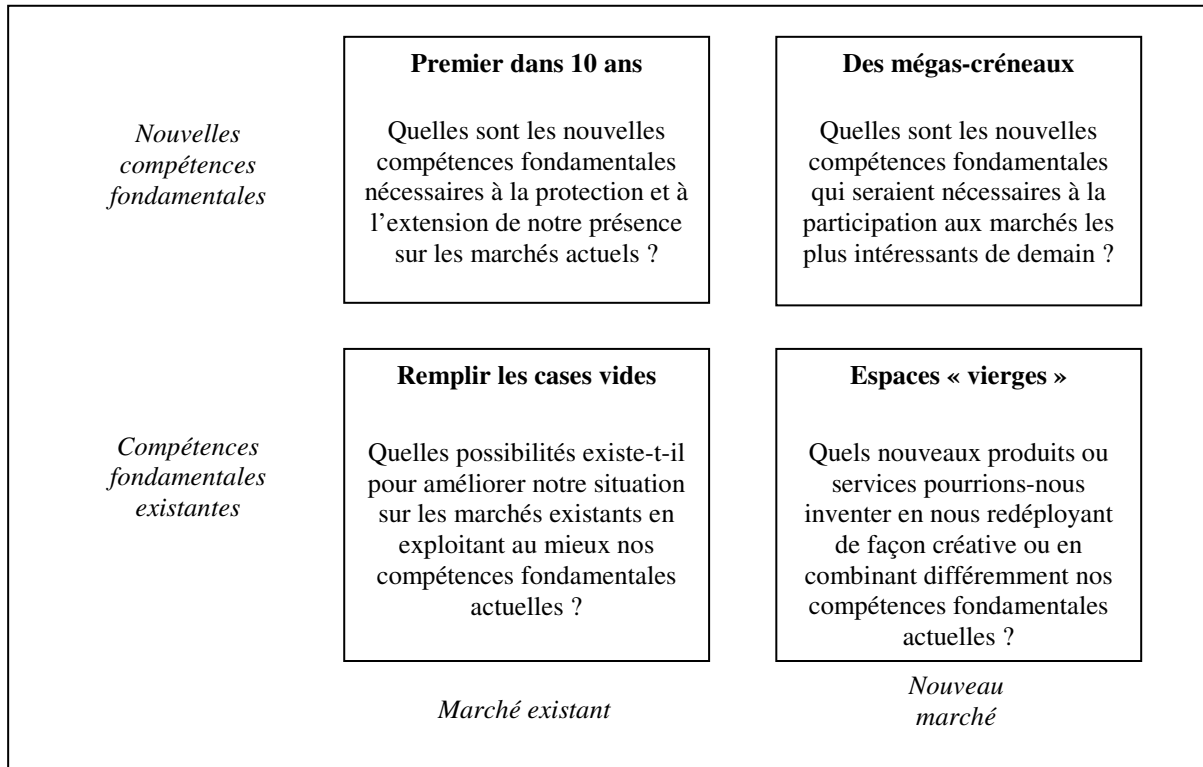 Nouvelles
compétences
fondamentales
Premier dans 10 ans
Quelles sont les nouvelles
compétences fondamentales
nécessaires à la protection et à
l’extension de notre présence
sur les marchés actuels ?
Des mégas-créneaux
Quelles sont les nouvelles
compétences fondamentales
qui seraient nécessaires à la
participation aux marchés les
plus intéressants de demain ?
Compétences
fondamentales
existantes
Remplir les cases vides
Quelles possibilités existe-t-il
pour améliorer notre situation
sur les marchés existants en
exploitant au mieux nos
compétences fondamentales
actuelles ?
Espaces « vierges »
Quels nouveaux produits ou
services pourrions-nous
inventer en nous redéployant
de façon créative ou en
combinant différemment nos
compétences fondamentales
actuelles ?
Marché existant
Nouveau
marché